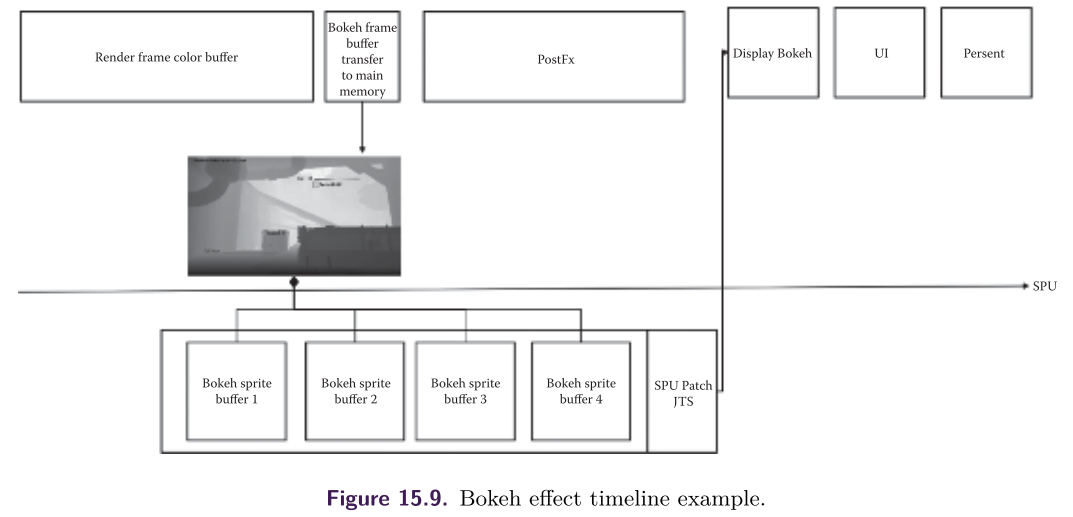 Render frame color buffer
Bokeh frame
buffer
transfer
to main
memory
PostFx
Display Bokeh
UI
Persent
SPU
Bokeh sprite
buffer 1
Bokeh sprite
buffer 2
Bokeh sprite
buffer 3
Bokeh sprite
buffer 4
SPU Patch
JTS
Figure 15.9. Bokeh effect timeline example.